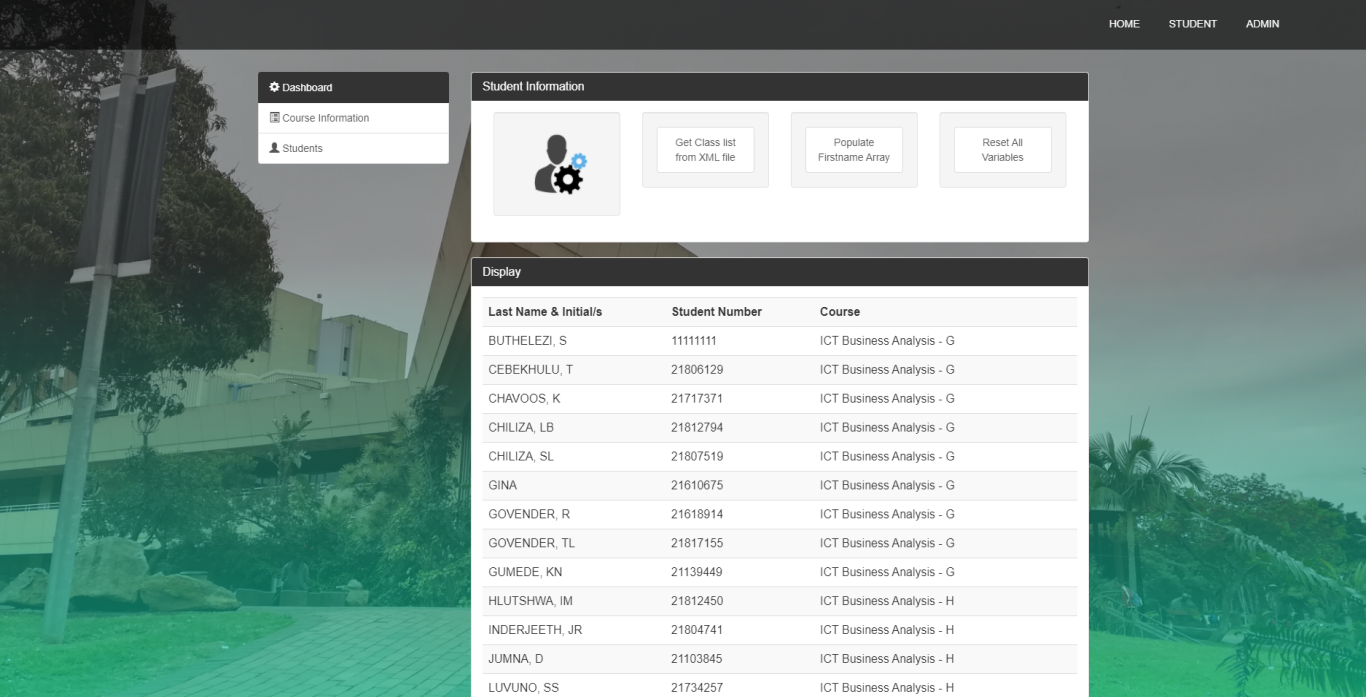 HOME STUDENT ADMIN
Dashboard
Course Information
Students
Student Information
Get Class list
from XML file
Populate
Firstname Array
Reset All
Variables
Display
Last Name & Initial/s Student Number Course
BUTHELEZI, S 11111111 ICT Business Analysis - G
CEBEKHULU, T 21806129 ICT Business Analysis - G
CHAVOOS, K 21717371 ICT Business Analysis - G
CHILIZA, LB 21812794 ICT Business Analysis - G
CHILIZA, SL 21807519 ICT Business Analysis - G
GINA 21610675 ICT Business Analysis - G
GOVENDER, R 21618914 ICT Business Analysis - G
GOVENDER, TL 21817155 ICT Business Analysis - G
GUMEDE, KN 21139449 ICT Business Analysis - G
HLUTSHWA, IM 21812450 ICT Business Analysis - H
INDERJEETH, JR 21804741 ICT Business Analysis - H
JUMNA, D 21103845 ICT Business Analysis - H
LUVUNO, SS 21734257 ICT Business Analysis - H